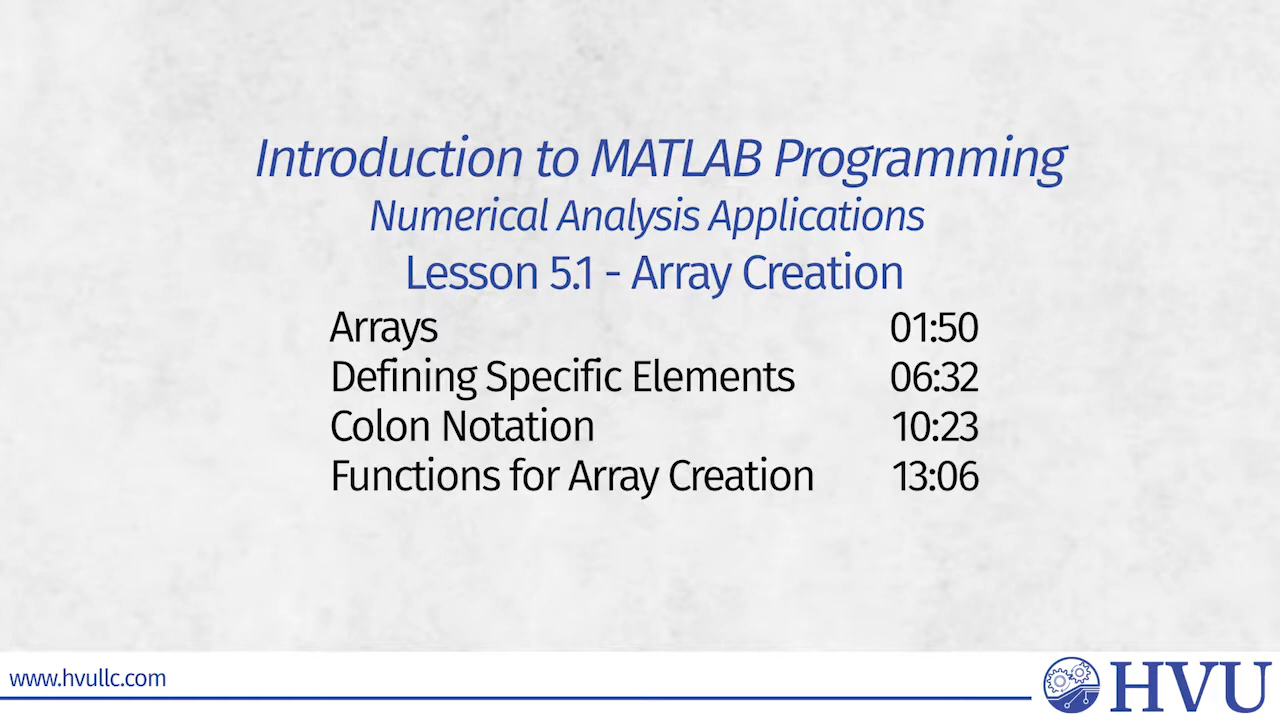 Introduction to MATLAB Programming
Numerical Analysis Applications
Lesson 5.1 - Array Creation
Arrays 01:50
Defining Specific Elements 06:32
Colon Notation 10:23
Functions for Array Creation 13:06
www.hvullc.com
HVU